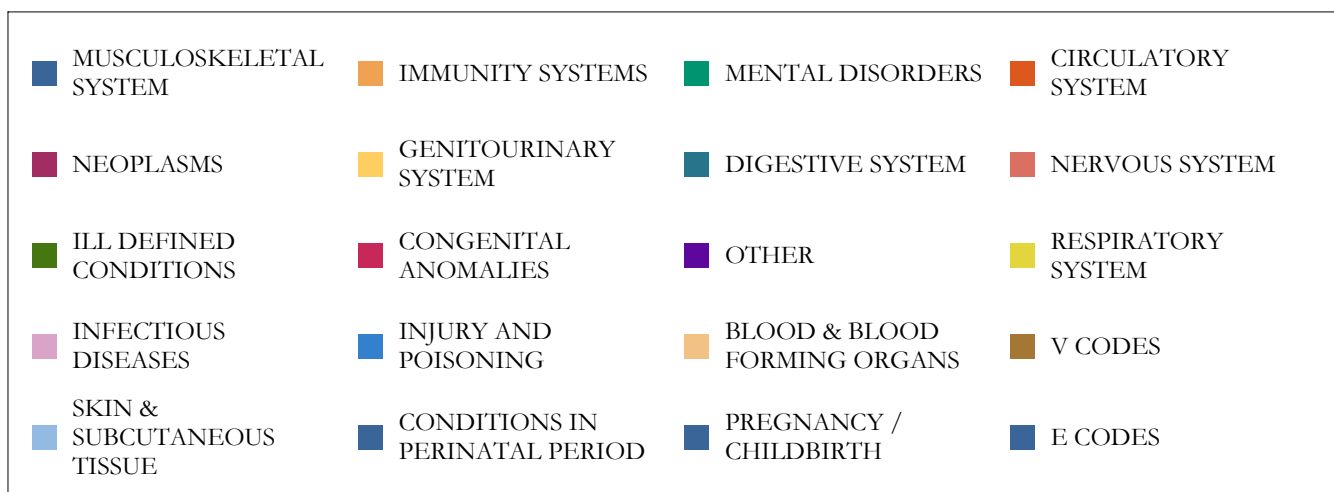 MUSCULOSKELETAL
SYSTEM
IMMUNITY SYSTEMS
MENTAL DISORDERS
CIRCULATORY
SYSTEM
NEOPLASMS
GENITOURINARY
SYSTEM
DIGESTIVE SYSTEM
NERVOUS SYSTEM
ILL DEFINED
CONDITIONS
CONGENITAL
ANOMALIES
OTHER
RESPIRATORY
SYSTEM
INFECTIOUS
DISEASES
INJURY AND
POISONING
BLOOD & BLOOD
FORMING ORGANS
V CODES
SKIN &
SUBCUTANEOUS
TISSUE
CONDITIONS IN
PERINATAL PERIOD
PREGNANCY /
CHILDBIRTH
E CODES